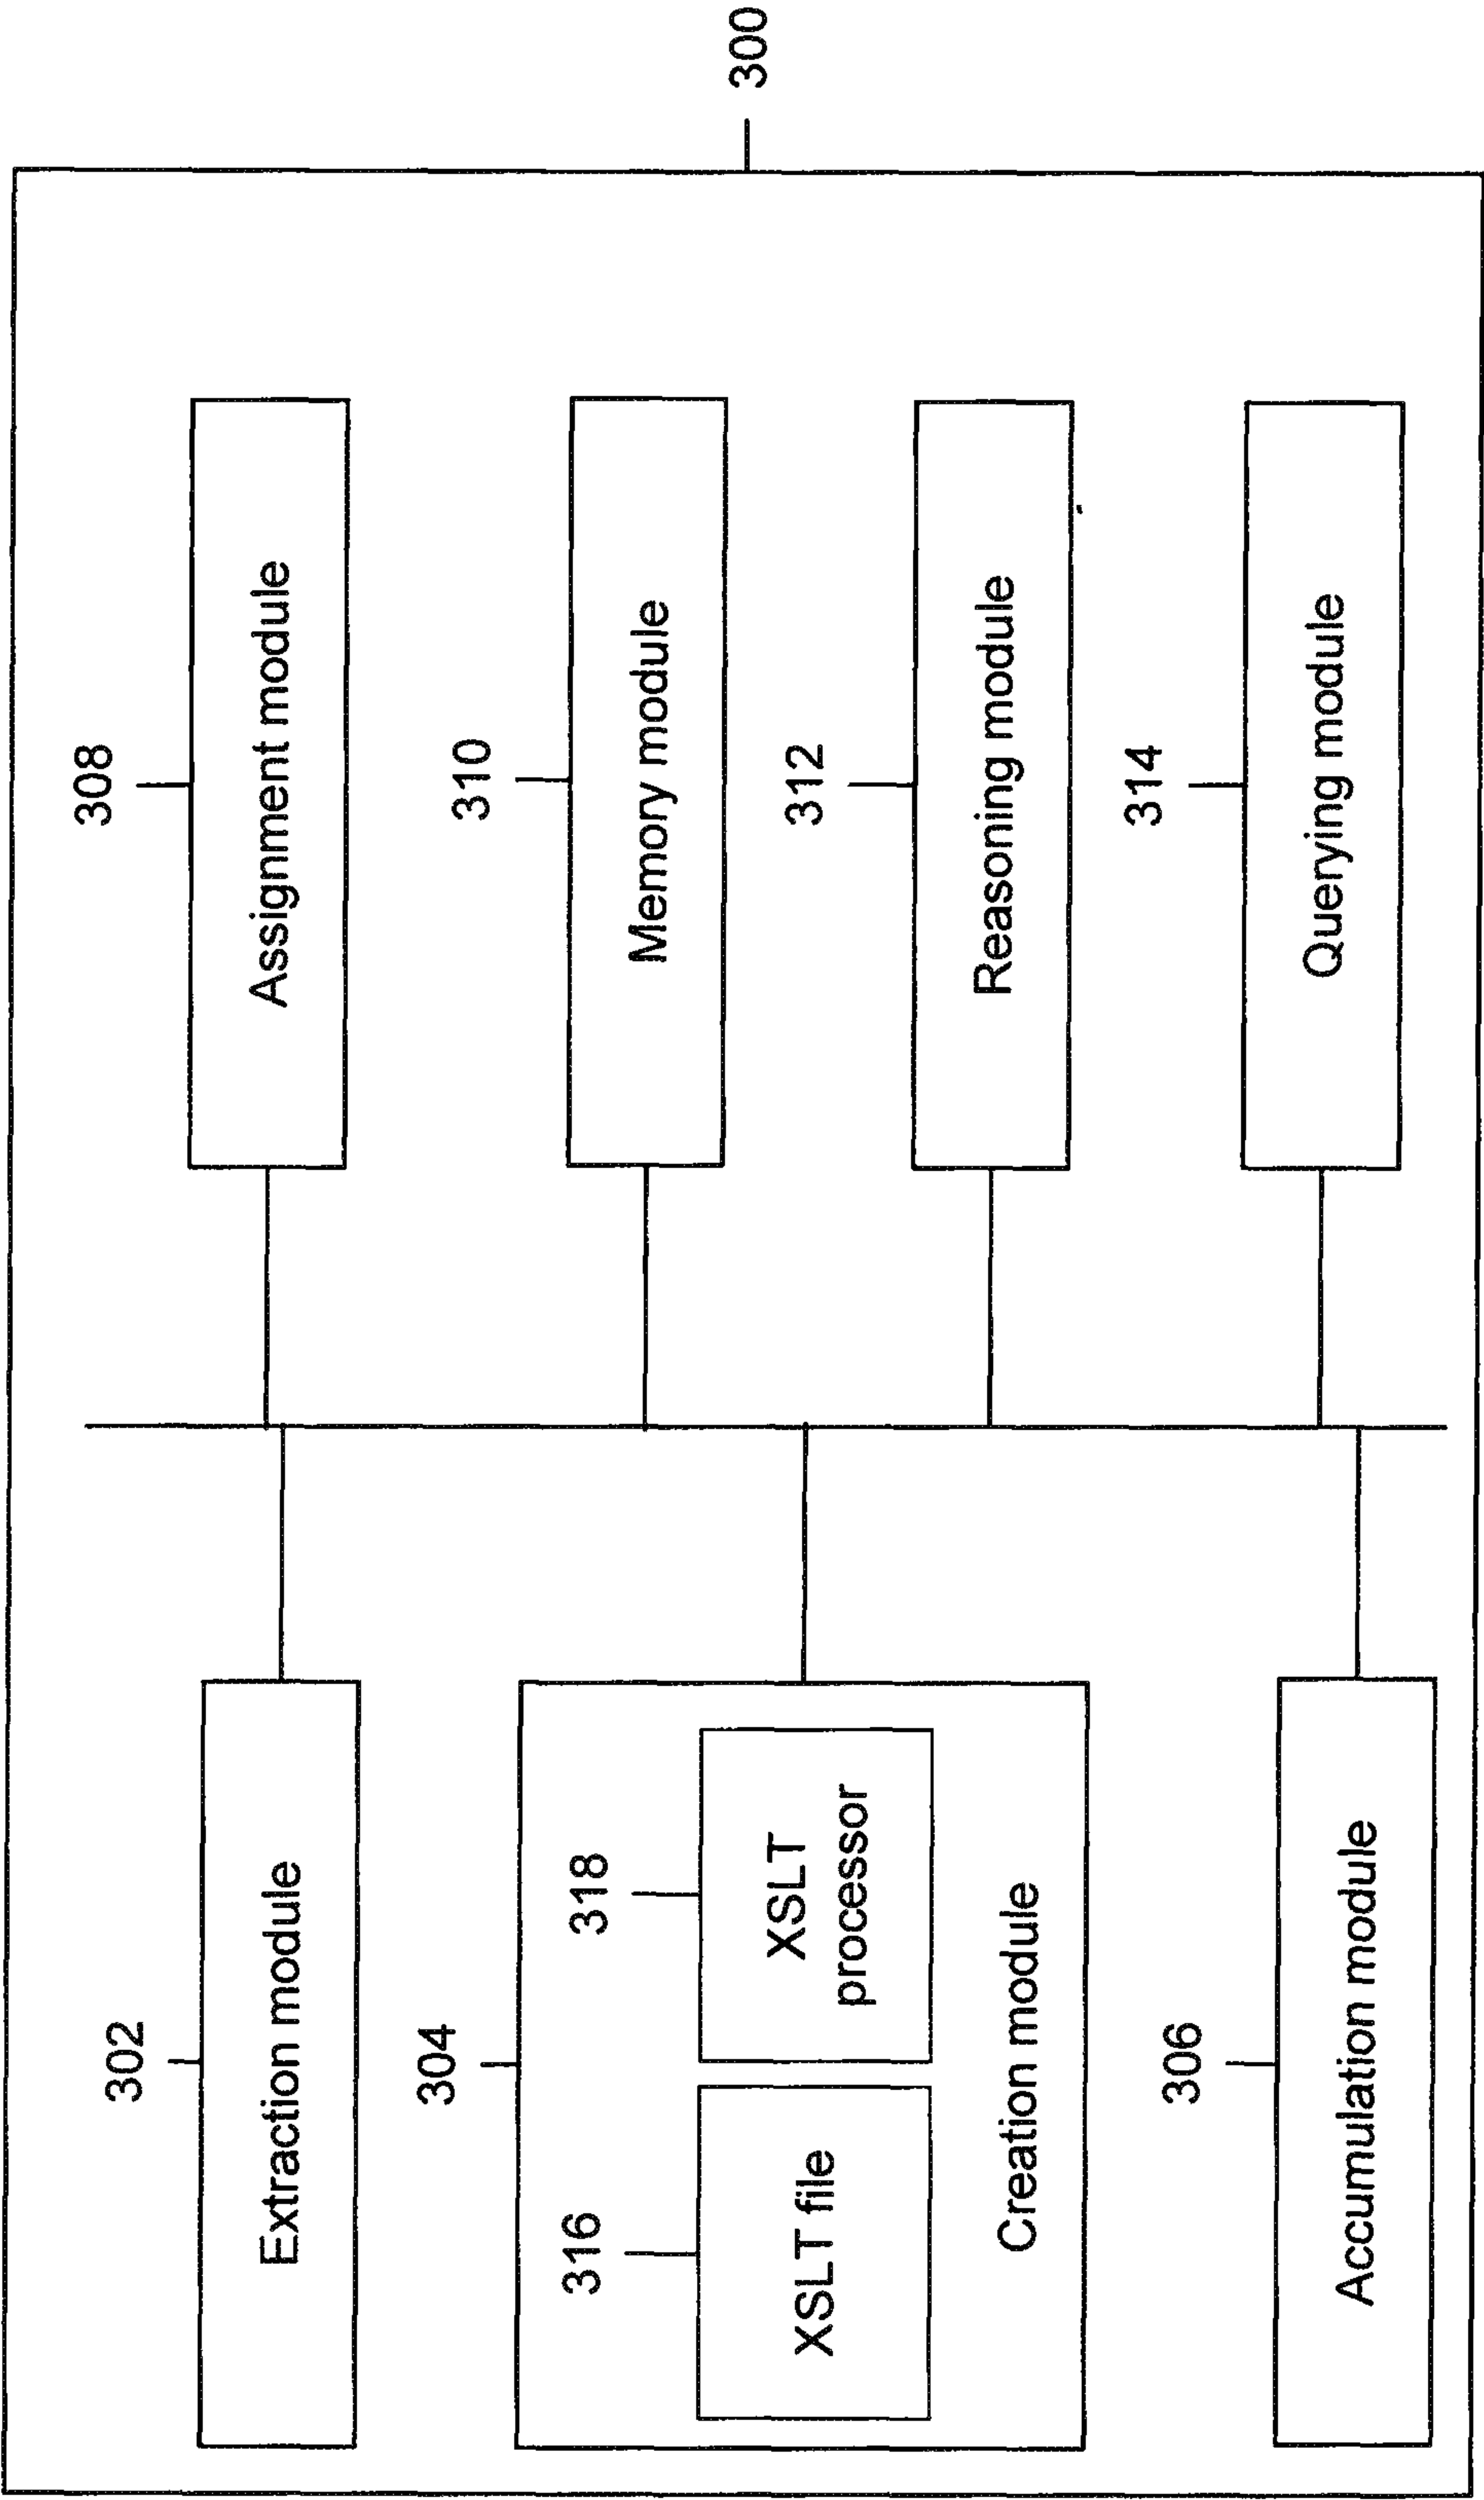 300
302
Extraction module
308
Assignment module
304
316
XSLT file
318
XSLT
processor
Creation module
310
Memory module
312
Reasoning module
306
Accumulation module
314
Querying module